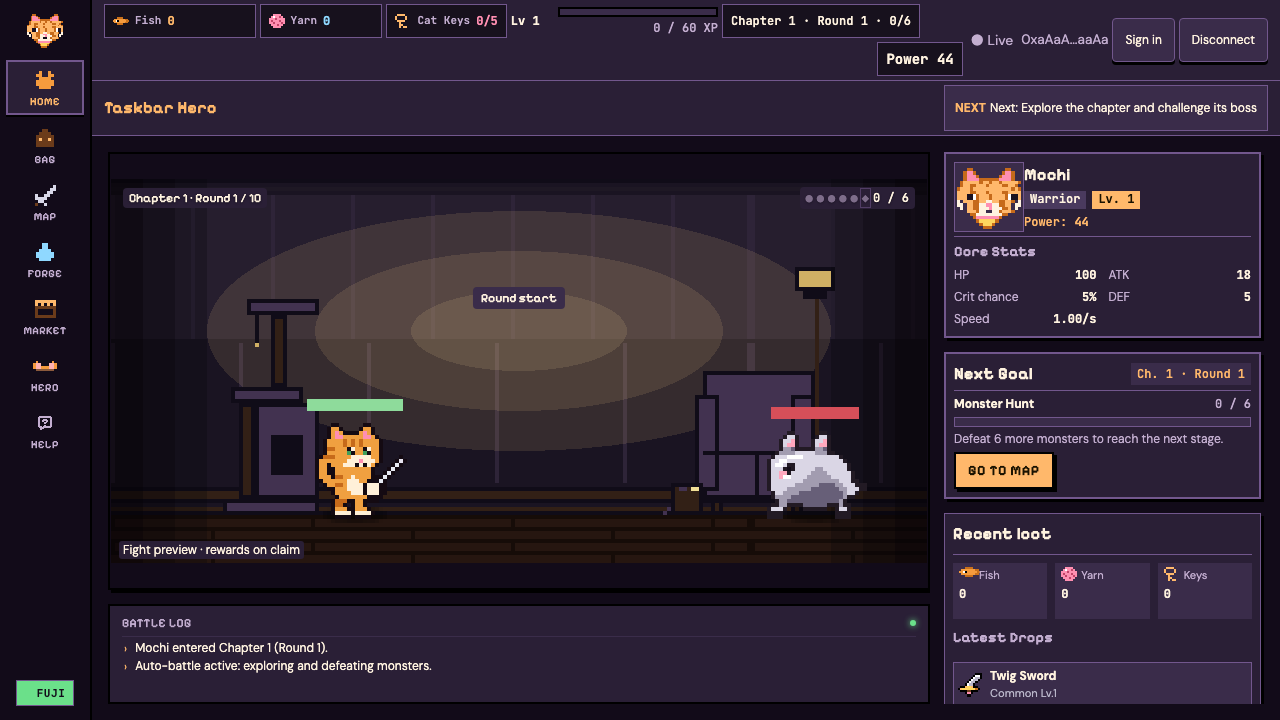 Fish 0
Yarn 0
Cat Keys 0/5
Lv 1
0 / 60 XP
Chapter 1 · Round 1 · 0/6
Power 44
Live
0xaAaA…aaAa
Sign in
Disconnect
HOME
BAG
MAP
FORGE
MARKET
HERO
HELP
FUJI
Taskbar Hero
NEXT Next: Explore the chapter and challenge its boss
Chapter 1 · Round 1 / 10
0 / 6
Round start
Fight preview · rewards on claim
BATTLE LOG
› Mochi entered Chapter 1 (Round 1).
› Auto-battle active: exploring and defeating monsters.
Mochi
Warrior Lv. 1
Power: 44
Core Stats
HP 100 ATK 18
Crit chance 5% DEF 5
Speed 1.00/s
Next Goal
Ch. 1 · Round 1
Monster Hunt 0 / 6
Defeat 6 more monsters to reach the next stage.
GO TO MAP
Recent loot
Fish Yarn Keys
0 0 0
Latest Drops
Twig Sword
Common Lv.1